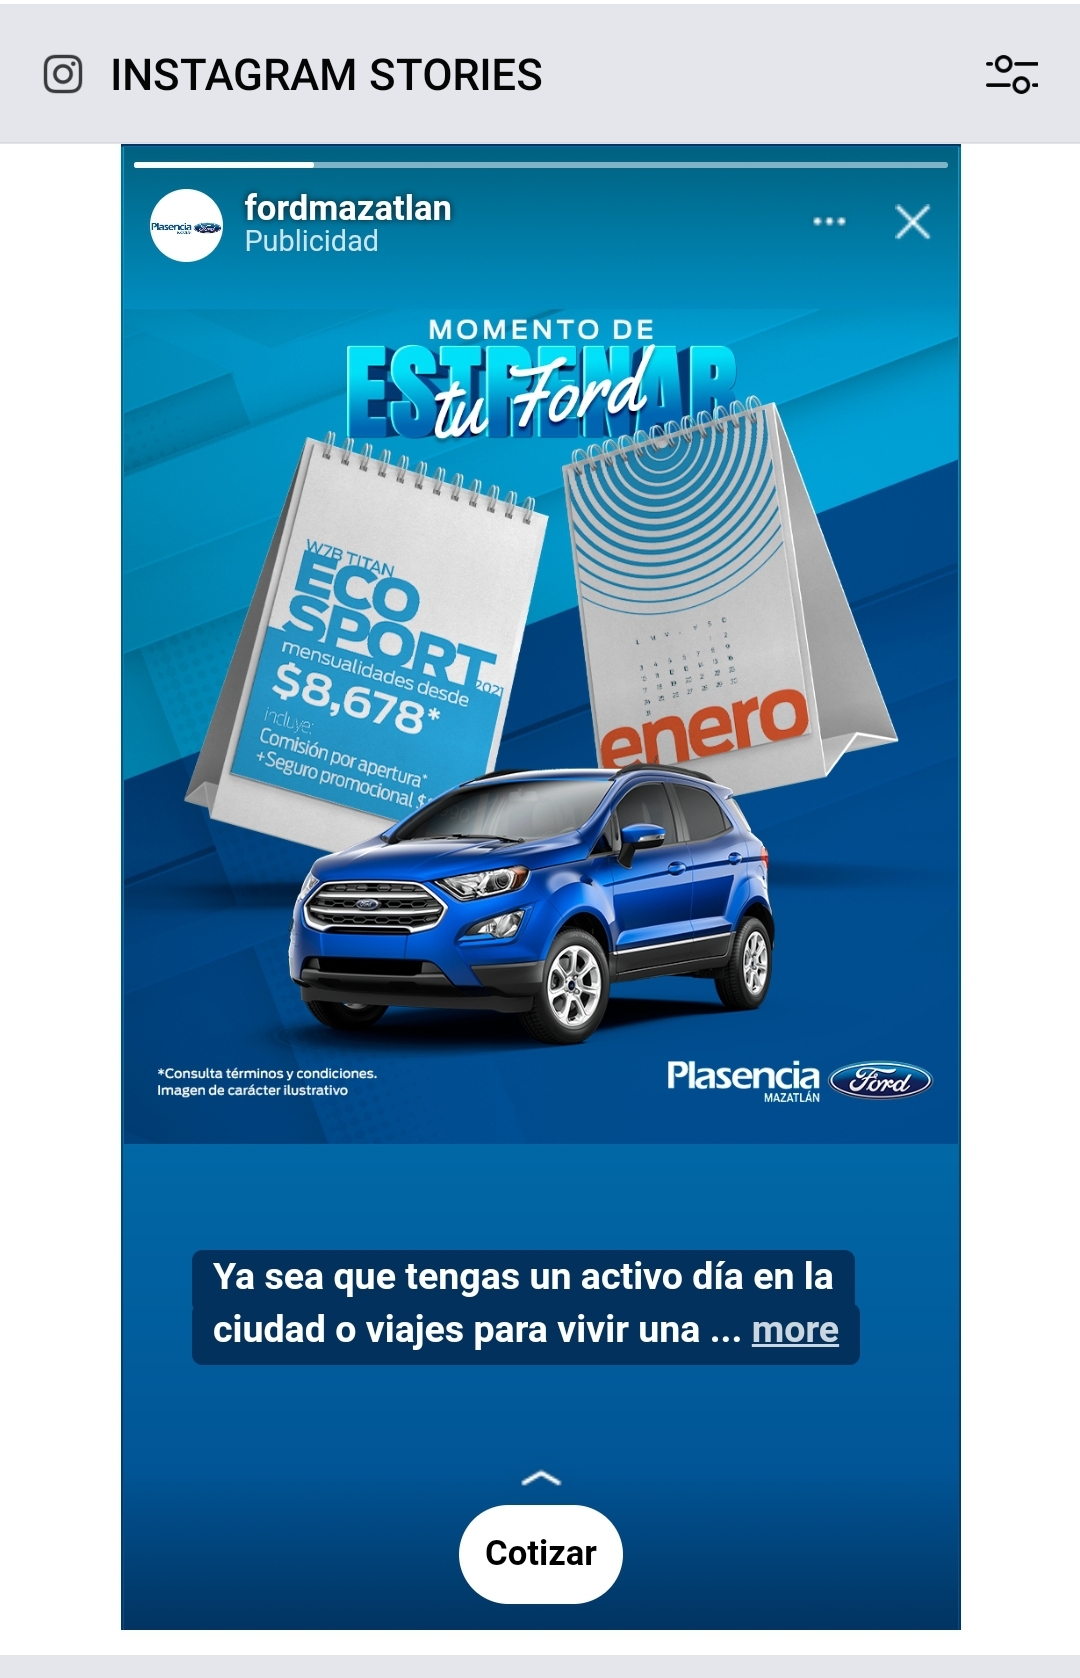 INSTAGRAM STORIES
fordmazatlan
Publicidad
MOMENTO DE
ESTRENAR
tu Ford
W7B TITAN
ECO
SPORT
2021
mensualidades desde
$8,678*
incluye:
Comisión por apertura*
+Seguro promocional
enero
*Consulta términos y condiciones.
Imagen de carácter ilustrativo
Plasencia
MAZATLÁN
Ford
Ya sea que tengas un activo día en la
ciudad o viajes para vivir una ... more
Cotizar